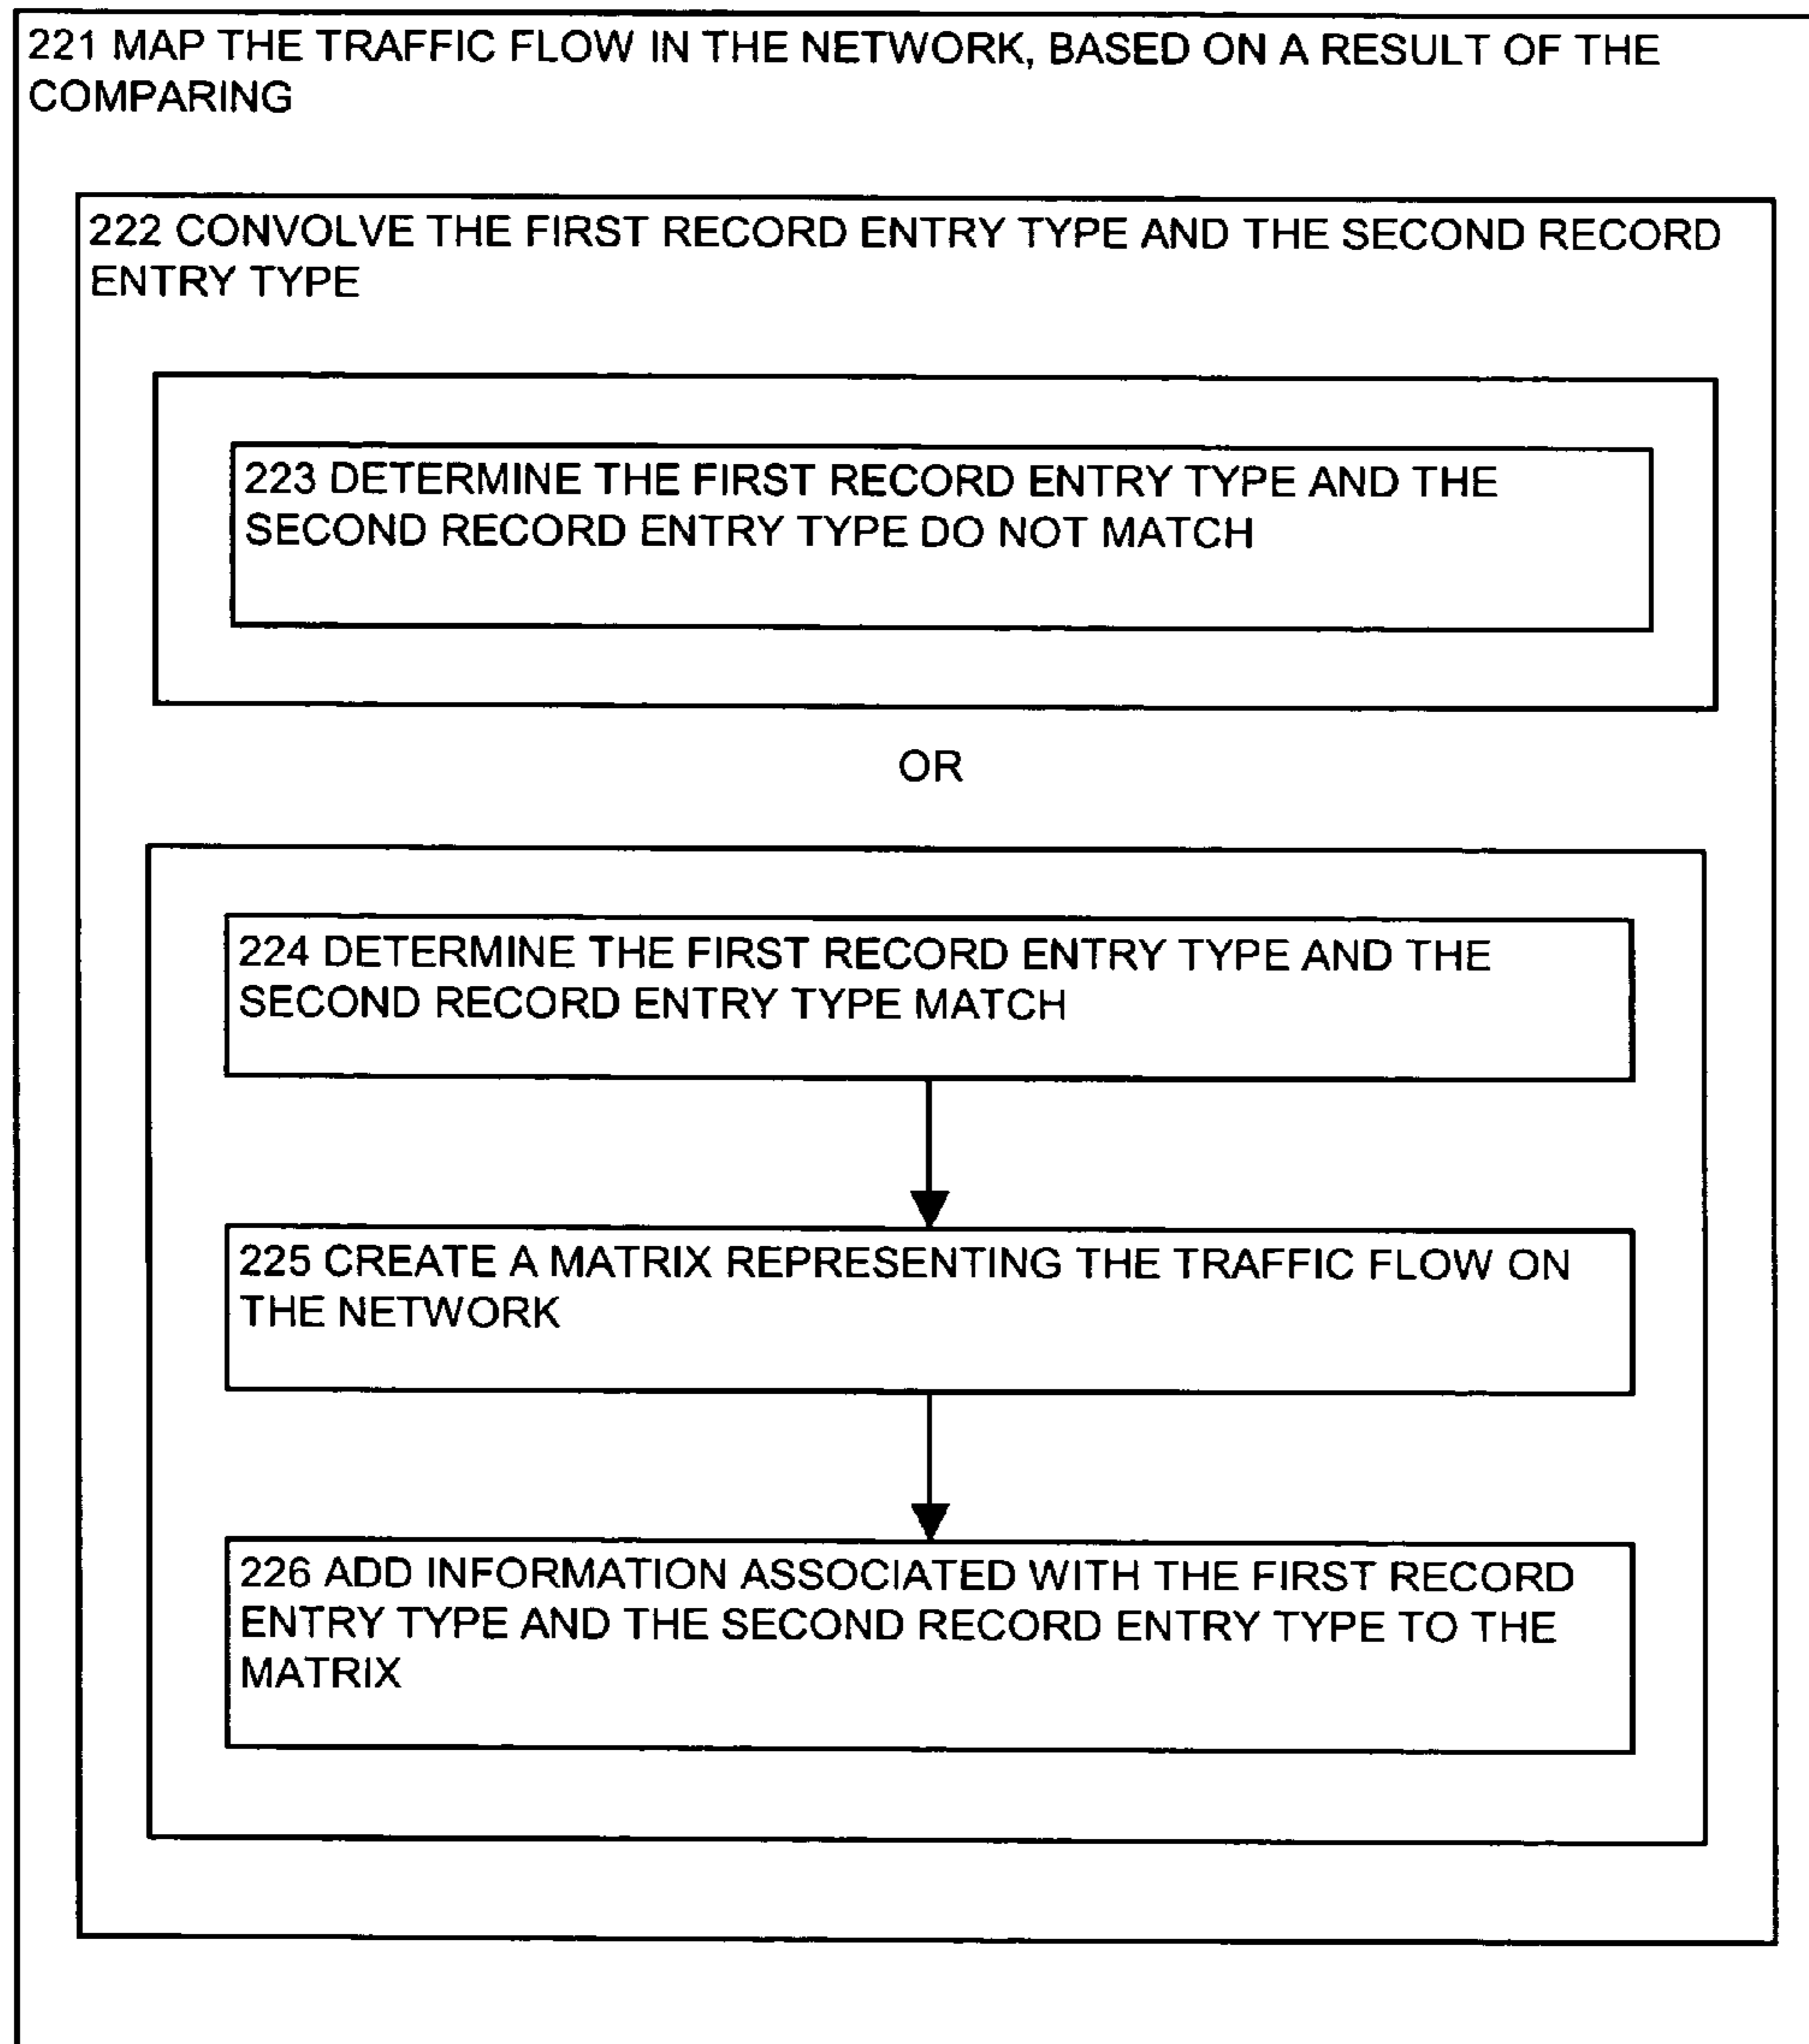 221 MAP THE TRAFFIC FLOW IN THE NETWORK, BASED ON A RESULT OF THE
COMPARING
222 CONVOLVE THE FIRST RECORD ENTRY TYPE AND THE SECOND RECORD
ENTRY TYPE
223 DETERMINE THE FIRST RECORD ENTRY TYPE AND THE
SECOND RECORD ENTRY TYPE DO NOT MATCH
OR
224 DETERMINE THE FIRST RECORD ENTRY TYPE AND THE
SECOND RECORD ENTRY TYPE MATCH
225 CREATE A MATRIX REPRESENTING THE TRAFFIC FLOW ON
THE NETWORK
226 ADD INFORMATION ASSOCIATED WITH THE FIRST RECORD
ENTRY TYPE AND THE SECOND RECORD ENTRY TYPE TO THE
MATRIX